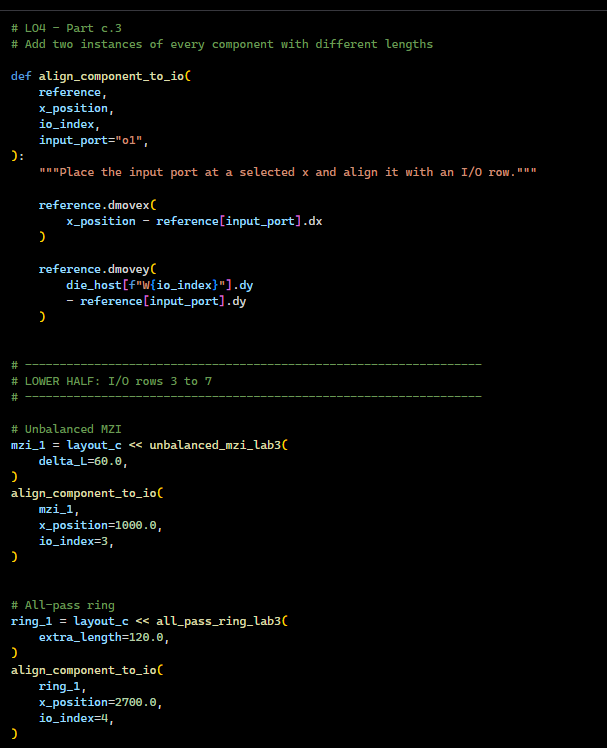 # LO4 - Part c.3
# Add two instances of every component with different lengths
def align_component_to_io(
    reference,
    x_position,
    io_index,
    input_port="o1",
):
    """Place the input port at a selected x and align it with an I/O row."""
    reference.dmovex(
        x_position - reference[input_port].dx
    )
    reference.dmovey(
        die_host[f"W{io_index}"].dy
        - reference[input_port].dy
    )
# ----------------------------------------------------------------
# LOWER HALF: I/O rows 3 to 7
# ----------------------------------------------------------------
# Unbalanced MZI
mzi_1 = layout_c << unbalanced_mzi_lab3(
    delta_L=60.0,
)
align_component_to_io(
    mzi_1,
    x_position=1000.0,
    io_index=3,
)
# All-pass ring
ring_1 = layout_c << all_pass_ring_lab3(
    extra_length=120.0,
)
align_component_to_io(
    ring_1,
    x_position=2700.0,
    io_index=4,
)